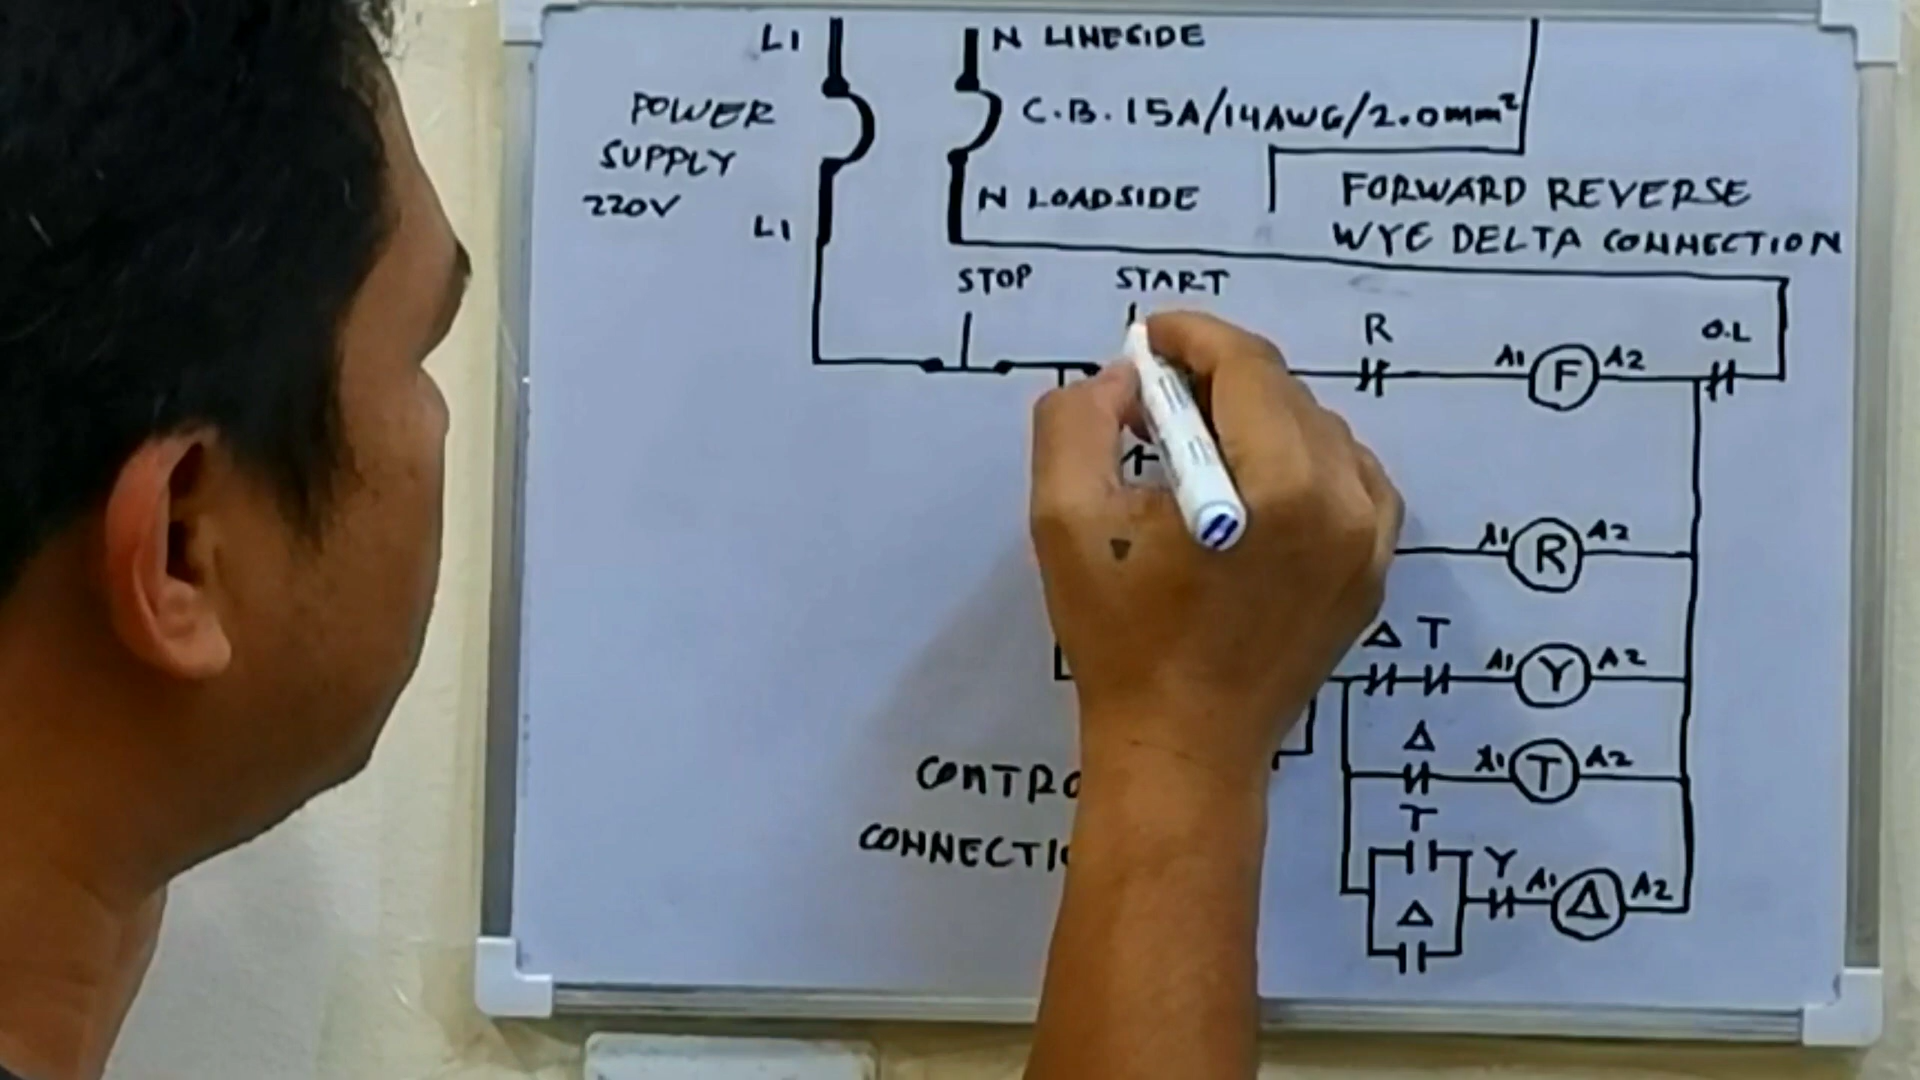 L1
N LINESIDE
POWER
SUPPLY
220V
C.B. 15A/14AWG/2.0mm²
L1
N LOADSIDE
FORWARD REVERSE
WYE DELTA CONNECTION
STOP
START
R
O.L
A1 F A2
A1 R A2
Δ T
A1 Y A2
Δ
A1 T A2
T
Y
A1 Δ A2
Δ
CONTRO
CONNECTIO